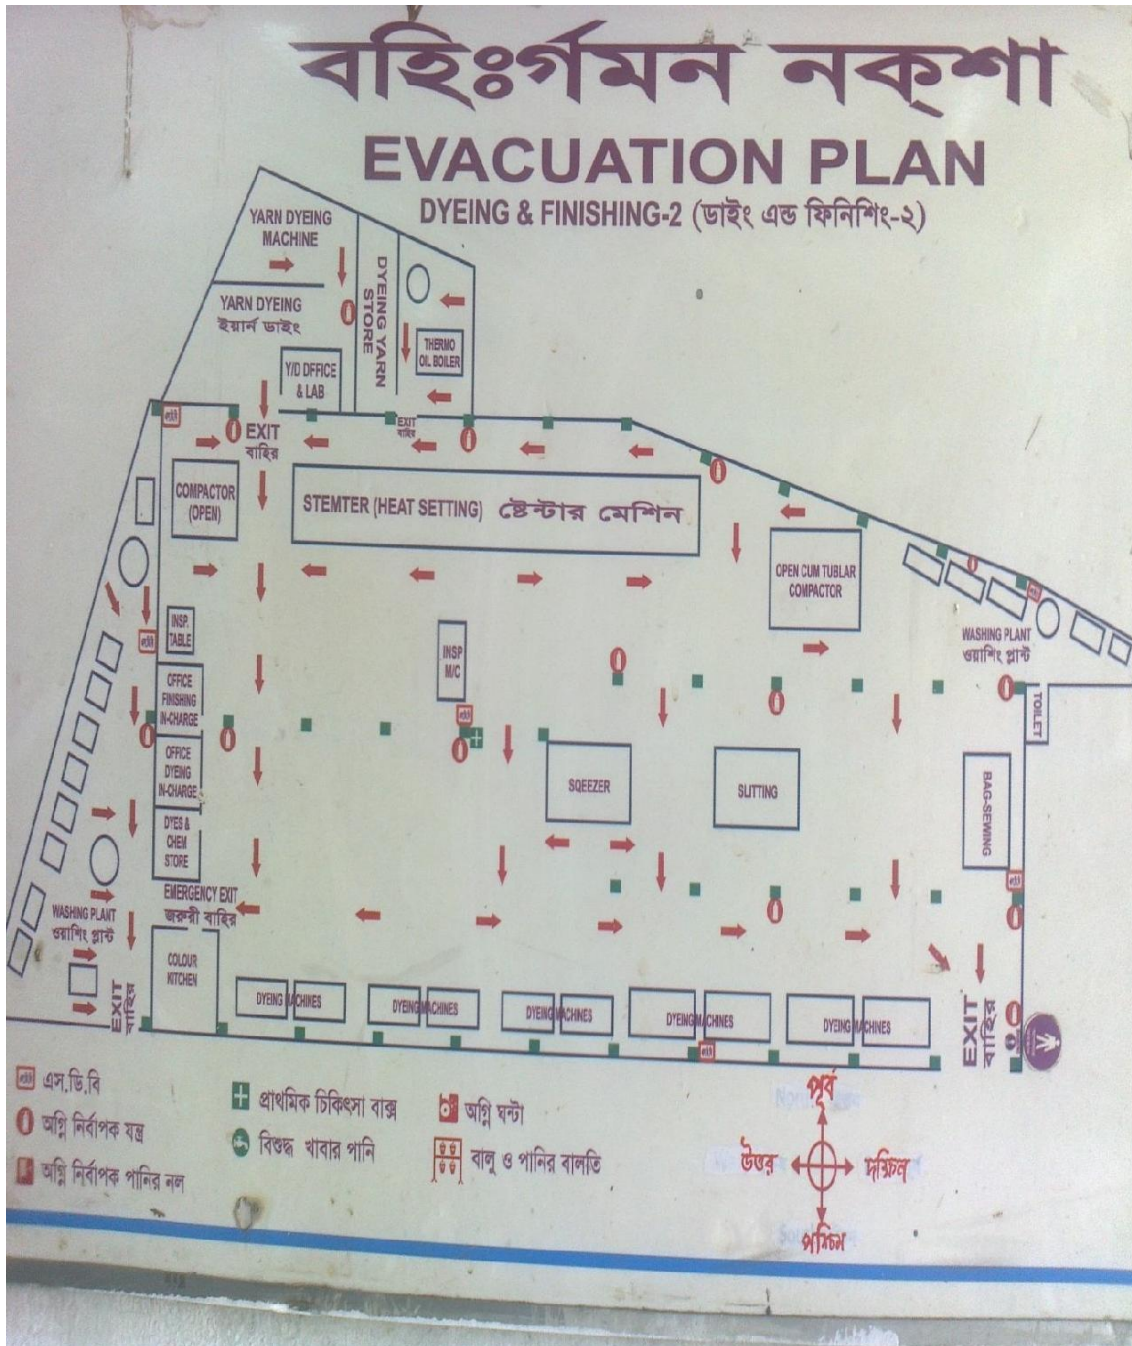 বহিঃর্গমন নক্শা
EVACUATION PLAN
DYEING & FINISHING-2 (ডাইং এন্ড ফিনিশিং-২)
YARN DYEING
MACHINE
YARN DYEING
ইয়ার্ন ডাইং
DYEING YARN
STORE
THERMO
OIL BOILER
Y/D OFFICE
& LAB
EXIT
বাহির
EXIT
বাহির
COMPACTOR
(OPEN)
STEMTER (HEAT SETTING) ষ্টেন্টার মেশিন
OPEN CUM TUBLAR
COMPACTOR
WASHING PLANT
ওয়াশিং প্লান্ট
INSP.
TABLE
INSP
M/C
OFFICE
FINISHING
IN-CHARGE
TOILET
OFFICE
DYEING
IN-CHARGE
SQEEZER
SLITTING
BAG-SEWING
DYES &
CHEM
STORE
EMERGENCY EXIT
জরুরী বাহির
WASHING PLANT
ওয়াশিং প্লান্ট
COLOUR
KITCHEN
EXIT
বাহির
DYEING MACHINES
DYEING MACHINES
DYEING MACHINES
DYEING MACHINES
DYEING MACHINES
EXIT
বাহির
এস.ডি.বি
অগ্নি নির্বাপক যন্ত্র
অগ্নি নির্বাপক পানির নল
প্রাথমিক চিকিৎসা বাক্স
বিশুদ্ধ খাবার পানি
অগ্নি ঘন্টা
বালু ও পানির বালতি
পূর্ব
উত্তর
দক্ষিন
পশ্চিম